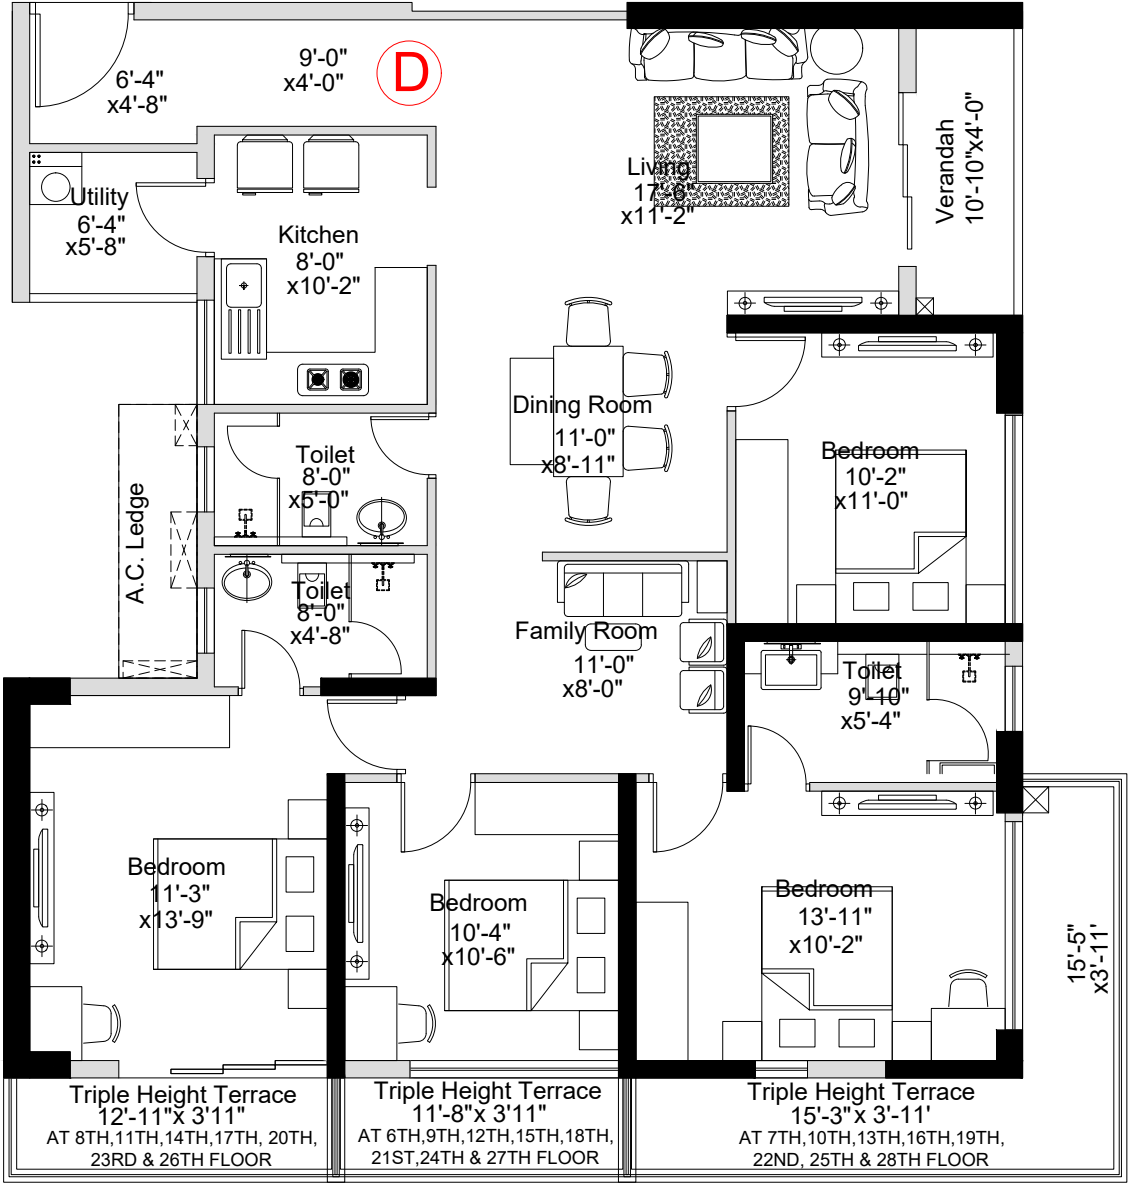 6'-4"
x4'-8"
9'-0"
x4'-0"
D
Living
17'-6"
x11'-2"
Verandah
10'-10"x4'-0"
Utility
6'-4"
x5'-8"
Kitchen
8'-0"
x10'-2"
Dining Room
11'-0"
x8'-11"
Bedroom
10'-2"
x11'-0"
Toilet
8'-0"
x5'-0"
A.C. Ledge
Toilet
8'-0"
x4'-8"
Family Room
11'-0"
x8'-0"
Toilet
9'-10"
x5'-4"
Bedroom
11'-3"
x13'-9"
Bedroom
10'-4"
x10'-6"
Bedroom
13'-11"
x10'-2"
15'-5"
x3'-11'
Triple Height Terrace
12'-11"x 3'11"
AT 8TH,11TH,14TH,17TH, 20TH,
23RD & 26TH FLOOR
Triple Height Terrace
11'-8"x 3'11"
AT 6TH,9TH,12TH,15TH,18TH,
21ST,24TH & 27TH FLOOR
Triple Height Terrace
15'-3"x 3'-11'
AT 7TH,10TH,13TH,16TH,19TH,
22ND, 25TH & 28TH FLOOR